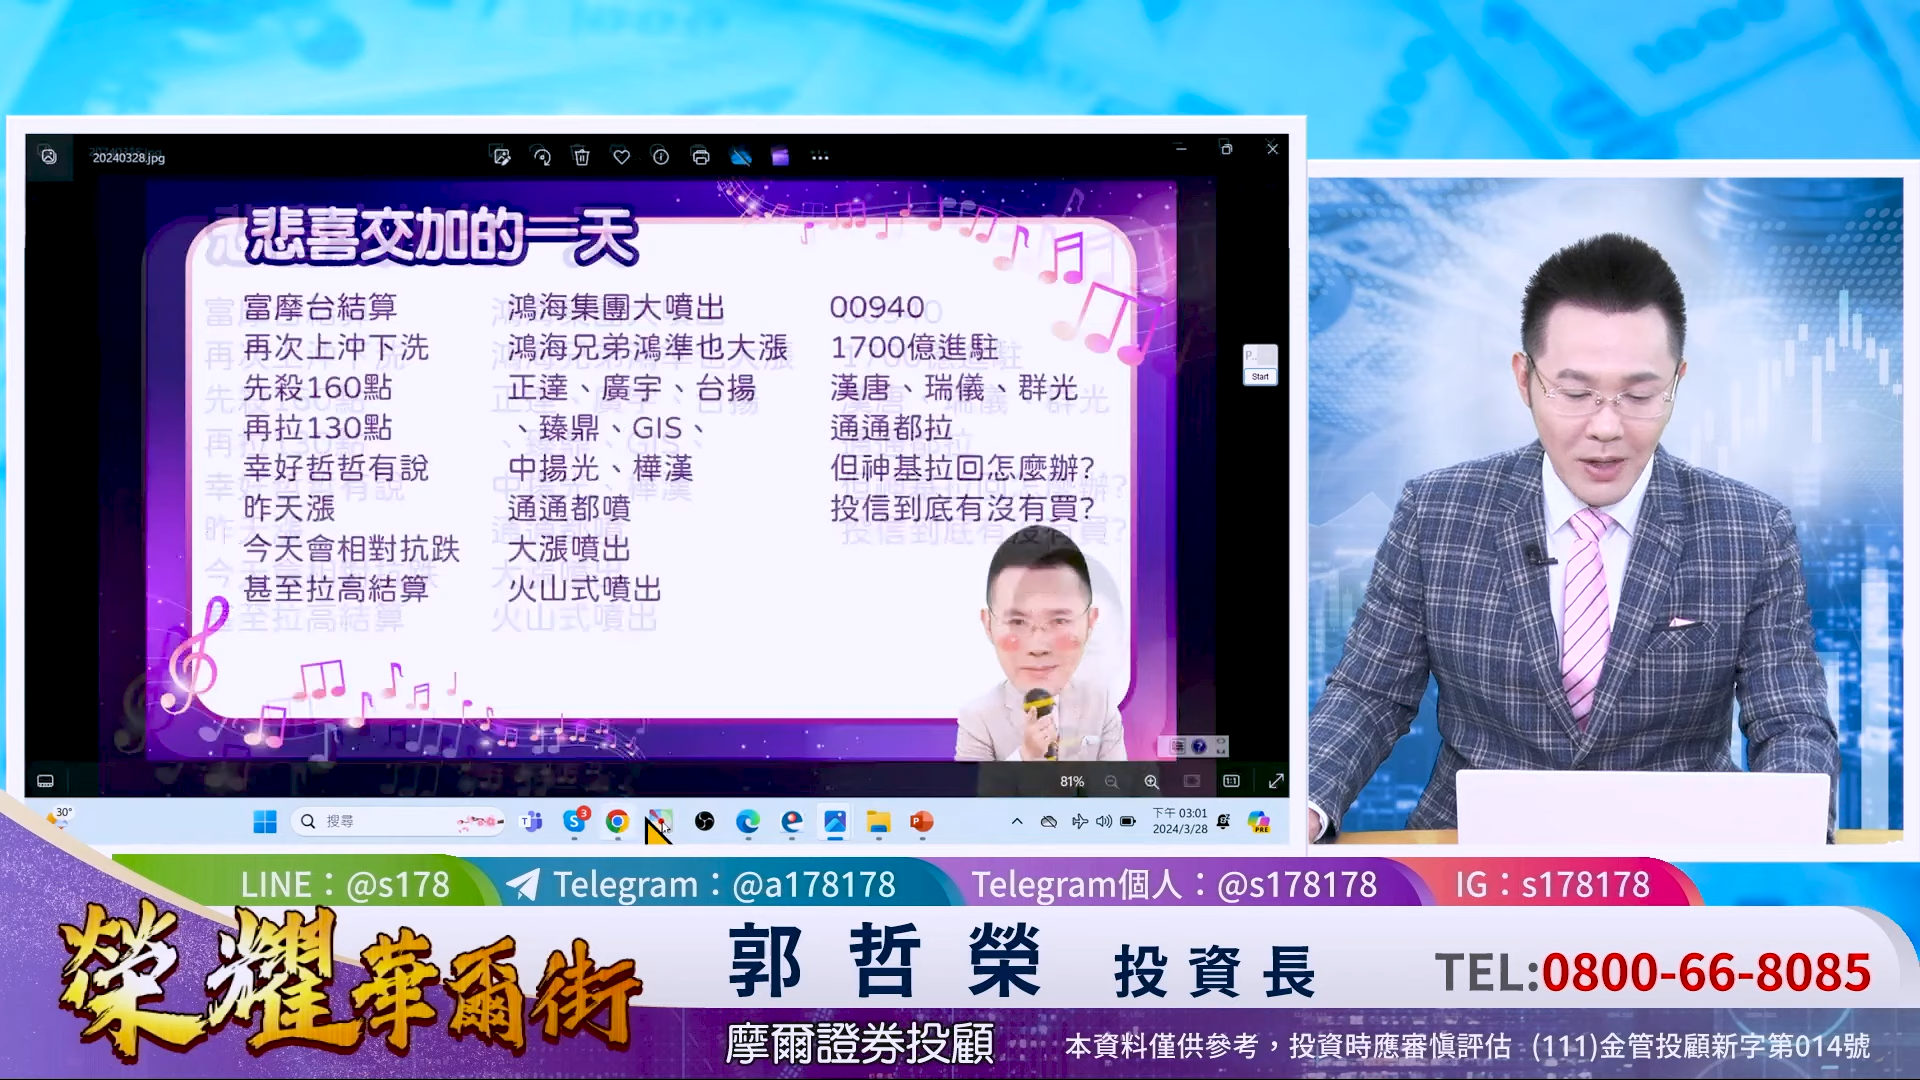 20240328.jpg
悲喜交加的一天
富摩台結算
再次上沖下洗
先殺160點
再拉130點
幸好哲哲有說
昨天漲
今天會相對抗跌
甚至拉高結算
鴻海集團大噴出
鴻海兄弟鴻準也大漲
正達、廣宇、台揚
、臻鼎、GIS、
中揚光、樺漢
通通都噴
大漲噴出
火山式噴出
00940
1700億進駐
漢唐、瑞儀、群光
通通都拉
但神基拉回怎麼辦?
投信到底有沒有買?
P...
Start
81%
30°
搜尋
3
下午 03:01
2024/3/28
PRE
LINE：@s178
Telegram：@a178178
Telegram個人：@s178178
IG：s178178
榮耀華爾街
郭哲榮 投資長
TEL:0800-66-8085
摩爾證券投顧
本資料僅供參考，投資時應審慎評估 (111)金管投顧新字第014號